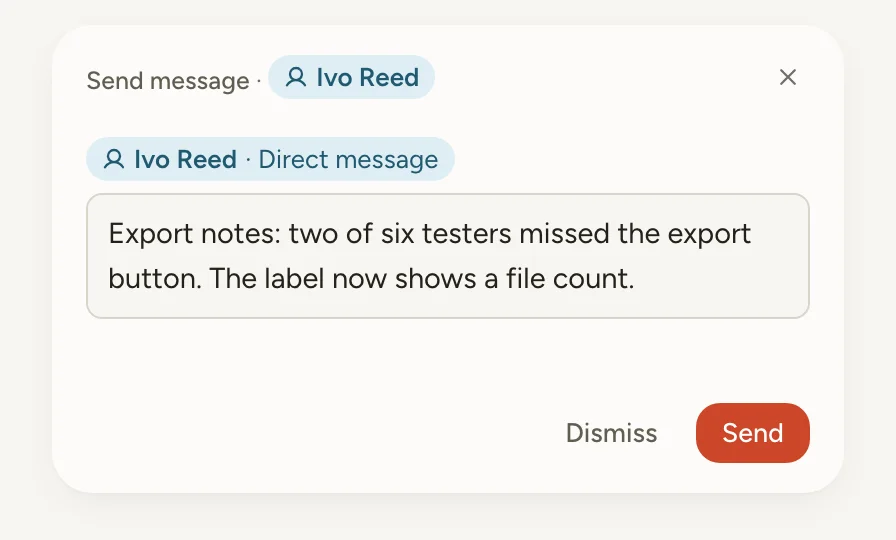 Send message · Ivo Reed
Ivo Reed · Direct message
Export notes: two of six testers missed the export
button. The label now shows a file count.
Dismiss Send